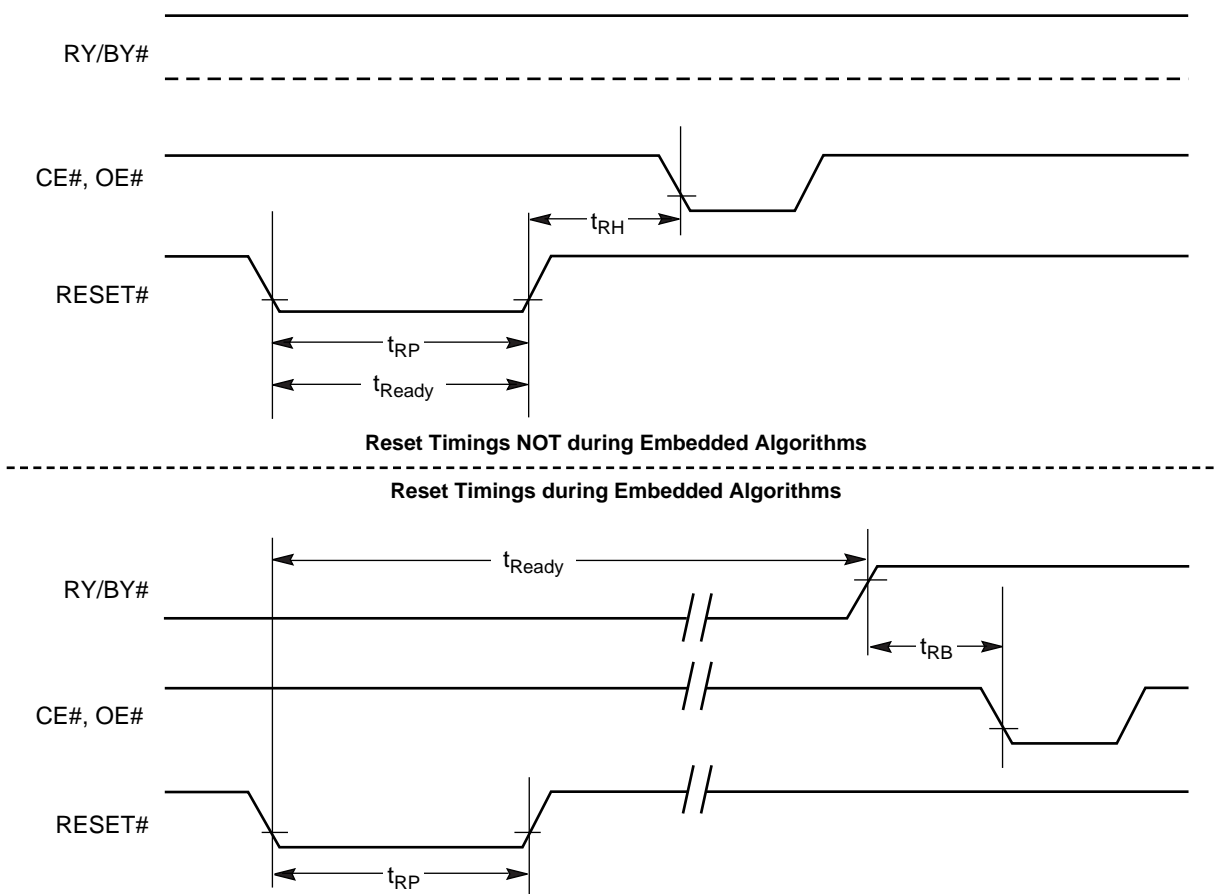 RY/BY#
CE#, OE#
tRH
RESET#
tRP
tReady
Reset Timings NOT during Embedded Algorithms
Reset Timings during Embedded Algorithms
tReady
RY/BY#
tRB
CE#, OE#
RESET#
tRP